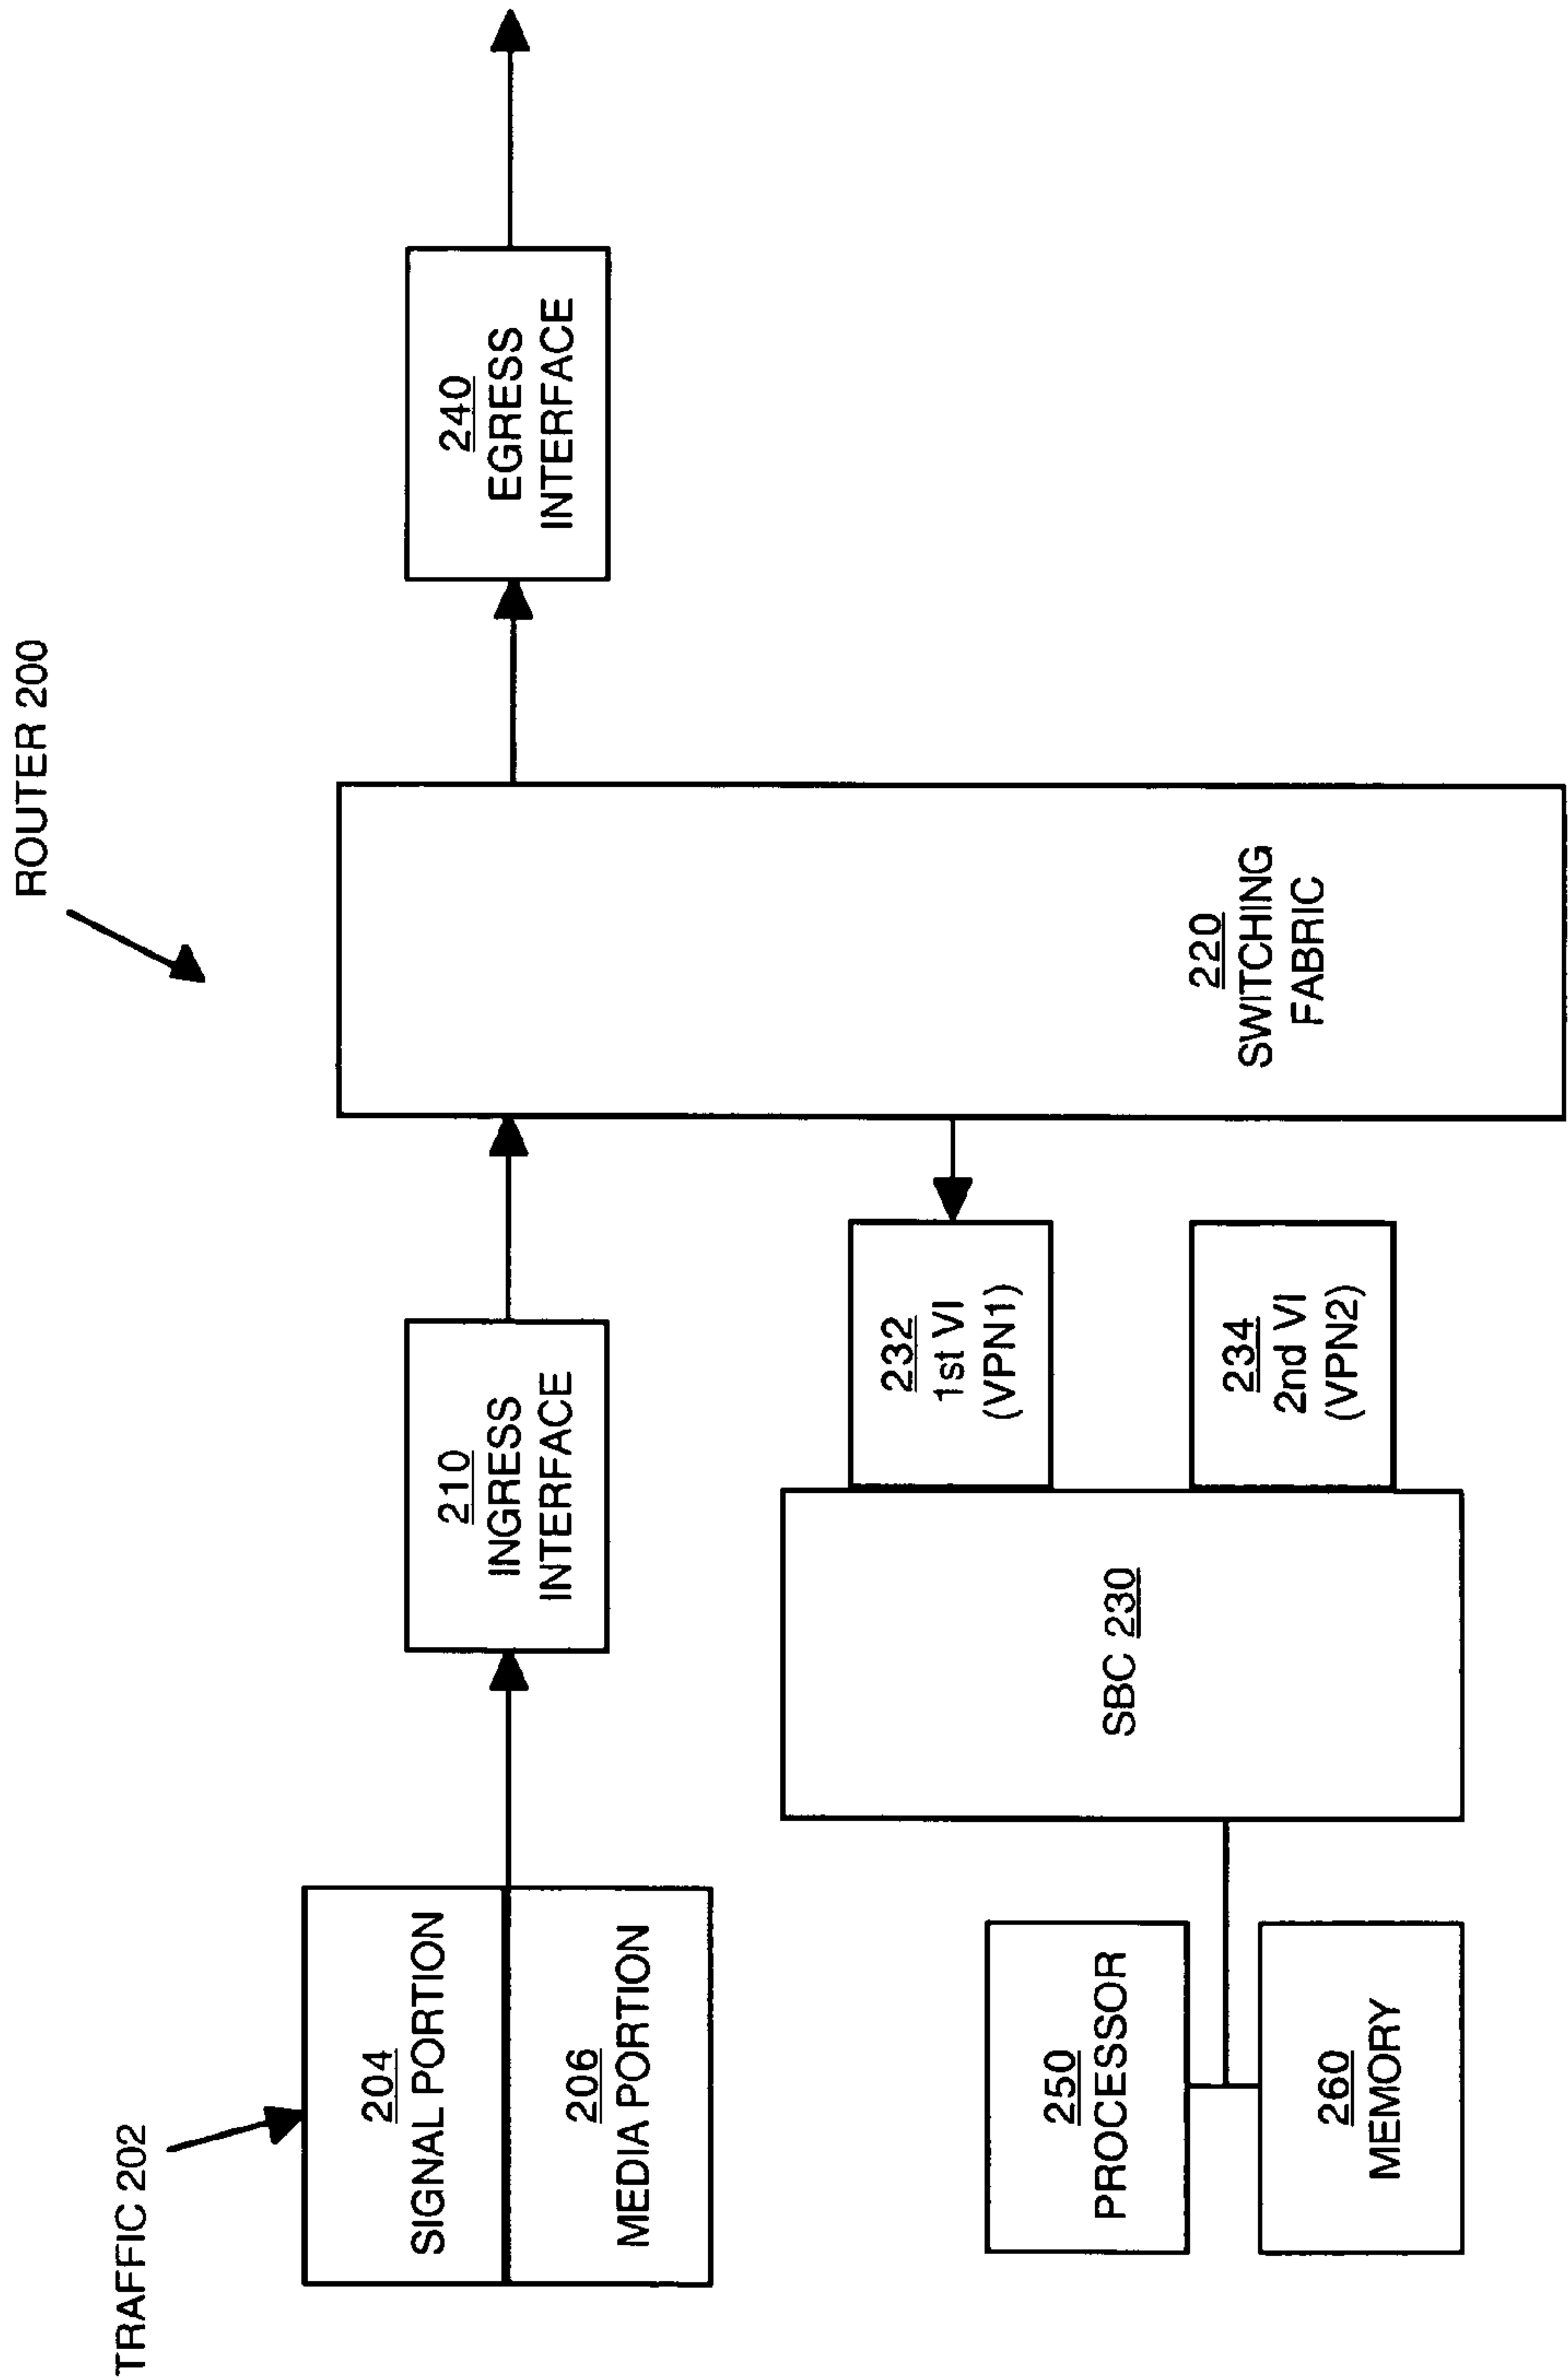 ROUTER 200
TRAFFIC 202
204
SIGNAL PORTION
206
MEDIA PORTION
210
INGRESS
INTERFACE
240
EGRESS
INTERFACE
220
SWITCHING
FABRIC
232
1st VI
(VPN1)
234
2nd VI
(VPN2)
SBC 230
250
PROCESSOR
260
MEMORY